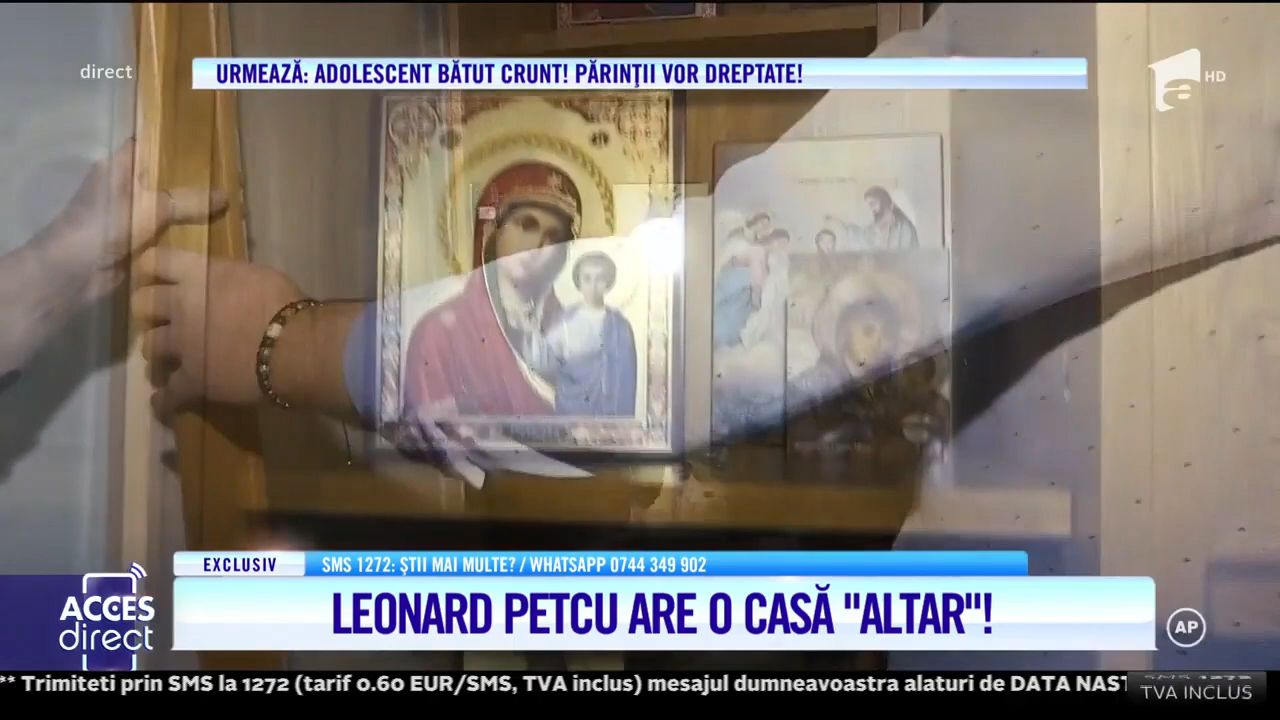 direct
URMEAZĂ: ADOLESCENT BĂTUT CRUNT! PĂRINŢII VOR DREPTATE!
HD
EXCLUSIV
SMS 1272: ŞTII MAI MULTE? / WHATSAPP 0744 349 902
LEONARD PETCU ARE O CASĂ "ALTAR"!
ACCES
direct
AP
** Trimiteti prin SMS la 1272 (tarif 0.60 EUR/SMS, TVA inclus) mesajul dumneavoastra alaturi de DATA NAST
TVA INCLUS